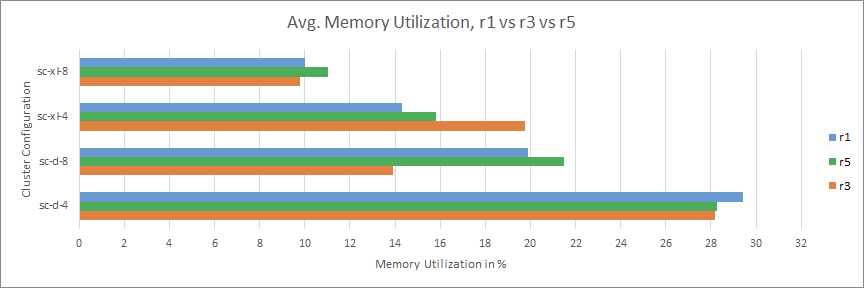 Avg. Memory Utilization, r1 vs r3 vs r5
Cluster Configuration
sc-xl-8
sc-xl-4
sc-d-8
sc-d-4
r1
r5
r3
0 2 4 6 8 10 12 14 16 18 20 22 24 26 28 30 32
Memory Utilization in %